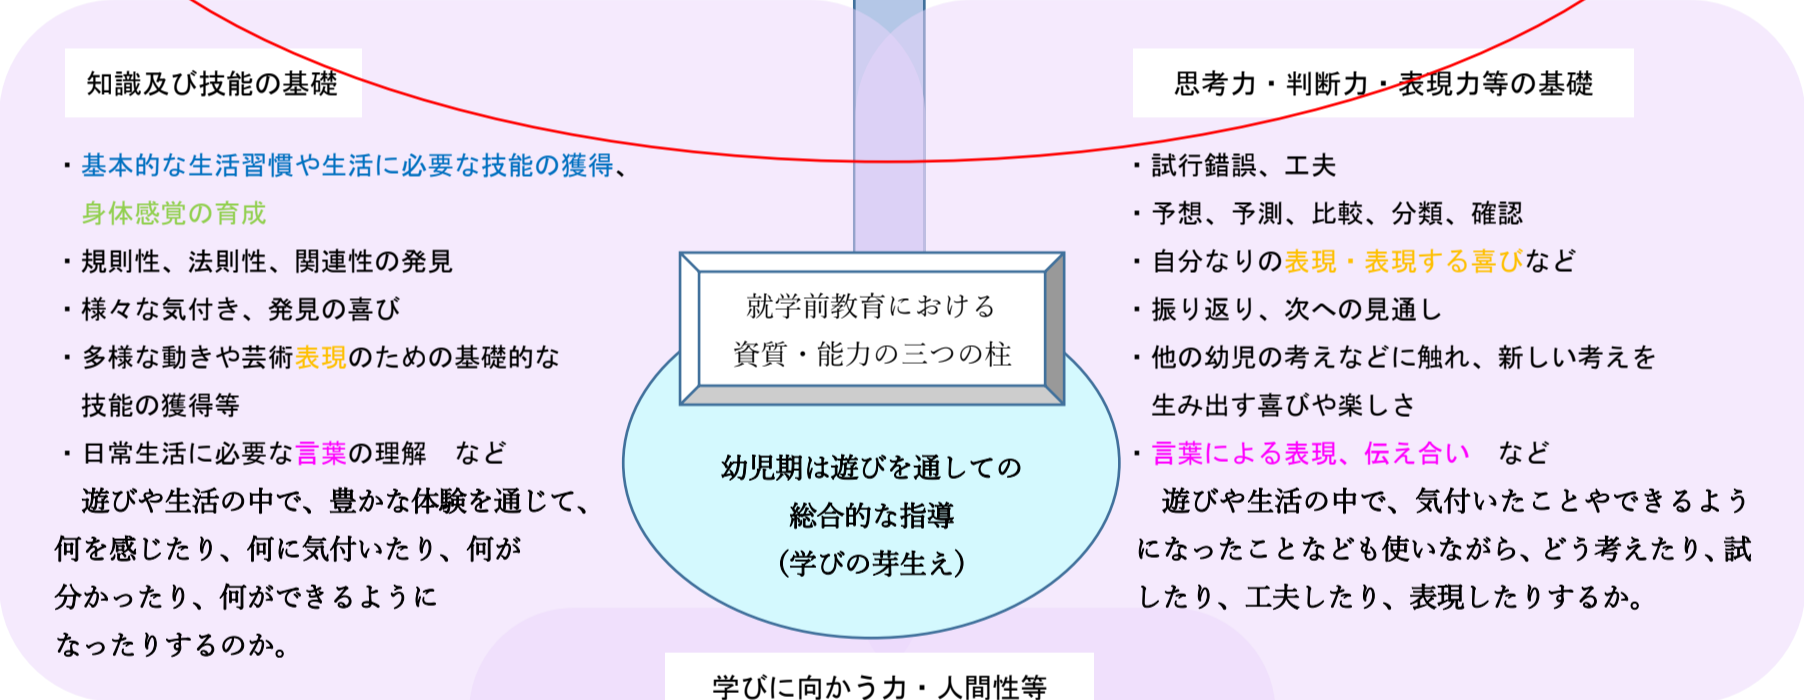 知識及び技能の基礎
・基本的な生活習慣や生活に必要な技能の獲得、
身体感覚の育成
・規則性、法則性、関連性の発見
・様々な気付き、発見の喜び
・多様な動きや芸術表現のための基礎的な
技能の獲得等
・日常生活に必要な言葉の理解　など
遊びや生活の中で、豊かな体験を通じて、
何を感じたり、何に気付いたり、何が
分かったり、何ができるように
なったりするのか。
就学前教育における
資質・能力の三つの柱
幼児期は遊びを通しての
総合的な指導
（学びの芽生え）
思考力・判断力・表現力等の基礎
・試行錯誤、工夫
・予想、予測、比較、分類、確認
・自分なりの表現・表現する喜びなど
・振り返り、次への見通し
・他の幼児の考えなどに触れ、新しい考えを
生み出す喜びや楽しさ
・言葉による表現、伝え合い　など
遊びや生活の中で、気付いたことやできるよう
になったことなども使いながら、どう考えたり、試
したり、工夫したり、表現したりするか。
学びに向かう力・人間性等